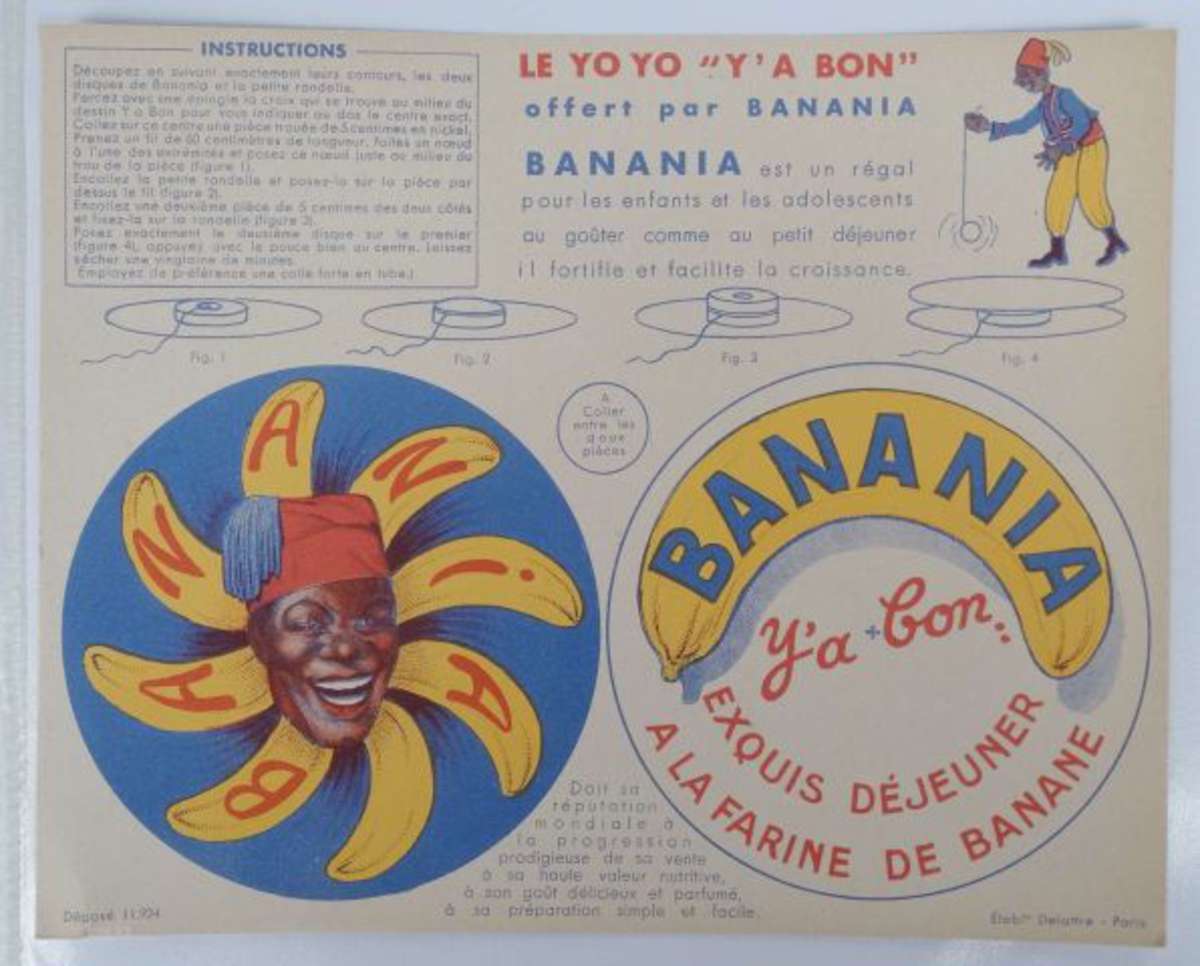 INSTRUCTIONS
Découpez en suivant exactement leurs contours, les deux
disques de Banania et la petite rondelle.
Percez avec une épingle la croix qui se trouve au milieu du
dessin Y'a Bon pour vous indiquer au dos le centre exact.
Collez sur ce centre une pièce trouée de 5 centimes en nickel.
Prenez un fil de 60 centimètres de longueur, faites un nœud
à l'une des extrémités et posez ce nœud juste au milieu du
trou de la pièce (figure 1).
Encollez la petite rondelle et posez-la sur la pièce par
dessus le fil (figure 2).
Encollez une deuxième pièce de 5 centimes des deux côtés
et fixez-la sur la rondelle (figure 3).
Posez exactement le deuxième disque sur le premier
(figure 4), appuyez avec le pouce bien au centre. Laissez
sécher une vingtaine de minutes.
Employez de préférence une colle forte en tube.)
LE YO YO "Y'A BON"
offert par BANANIA
BANANIA est un régal
pour les enfants et les adolescents
au goûter comme au petit déjeuner
il fortifie et facilite la croissance.
Fig. 1
Fig. 2
Fig. 3
Fig. 4
A
Coller
entre les
deux
pièces
BANANIA
BANANIA
Y'a + bon..
EXQUIS DÉJEUNER
A LA FARINE DE BANANE
Doit sa
réputation
mondiale à
la progression
prodigieuse de sa vente
à sa haute valeur nutritive,
à son goût délicieux et parfumé,
à sa préparation simple et facile.
Déposé 11.924
Étabts Delattre - Paris